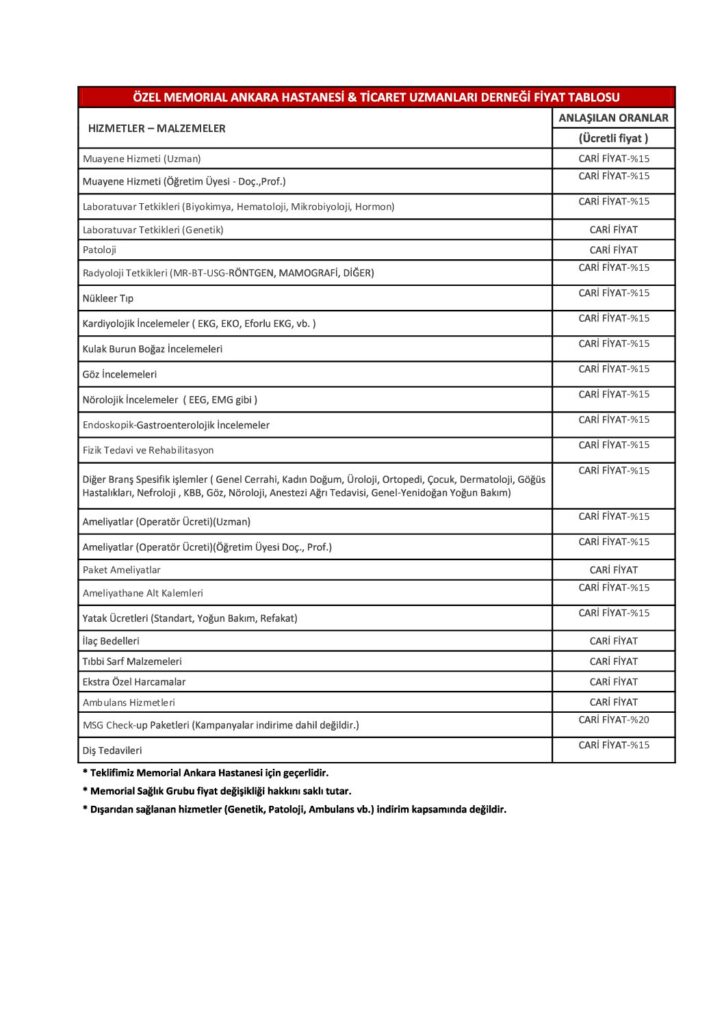 ÖZEL MEMORIAL ANKARA HASTANESİ & TİCARET UZMANLARI DERNEĞİ FİYAT TABLOSU
HIZMETLER – MALZEMELER
ANLAŞILAN ORANLAR
(Ücretli fiyat )
Muayene Hizmeti (Uzman) CARİ FİYAT-%15
Muayene Hizmeti (Öğretim Üyesi - Doç.,Prof.) CARİ FİYAT-%15
Laboratuvar Tetkikleri (Biyokimya, Hematoloji, Mikrobiyoloji, Hormon) CARİ FİYAT-%15
Laboratuvar Tetkikleri (Genetik) CARİ FİYAT
Patoloji CARİ FİYAT
Radyoloji Tetkikleri (MR-BT-USG-RÖNTGEN, MAMOGRAFİ, DİĞER) CARİ FİYAT-%15
Nükleer Tıp CARİ FİYAT-%15
Kardiyolojik İncelemeler ( EKG, EKO, Eforlu EKG, vb. ) CARİ FİYAT-%15
Kulak Burun Boğaz İncelemeleri CARİ FİYAT-%15
Göz İncelemeleri CARİ FİYAT-%15
Nörolojik İncelemeler ( EEG, EMG gibi ) CARİ FİYAT-%15
Endoskopik-Gastroenterolojik İncelemeler CARİ FİYAT-%15
Fizik Tedavi ve Rehabilitasyon CARİ FİYAT-%15
Diğer Branş Spesifik işlemler ( Genel Cerrahi, Kadın Doğum, Üroloji, Ortopedi, Çocuk, Dermatoloji, Göğüs CARİ FİYAT-%15
Hastalıkları, Nefroloji , KBB, Göz, Nöroloji, Anestezi Ağrı Tedavisi, Genel-Yenidoğan Yoğun Bakım)
Ameliyatlar (Operatör Ücreti)(Uzman) CARİ FİYAT-%15
Ameliyatlar (Operatör Ücreti)(Öğretim Üyesi Doç., Prof.) CARİ FİYAT-%15
Paket Ameliyatlar CARİ FİYAT
Ameliyathane Alt Kalemleri CARİ FİYAT-%15
Yatak Ücretleri (Standart, Yoğun Bakım, Refakat) CARİ FİYAT-%15
İlaç Bedelleri CARİ FİYAT
Tıbbi Sarf Malzemeleri CARİ FİYAT
Ekstra Özel Harcamalar CARİ FİYAT
Ambulans Hizmetleri CARİ FİYAT
MSG Check-up Paketleri (Kampanyalar indirime dahil değildir.) CARİ FİYAT-%20
Diş Tedavileri CARİ FİYAT-%15
* Teklifimiz Memorial Ankara Hastanesi için geçerlidir.
* Memorial Sağlık Grubu fiyat değişikliği hakkını saklı tutar.
* Dışarıdan sağlanan hizmetler (Genetik, Patoloji, Ambulans vb.) indirim kapsamında değildir.